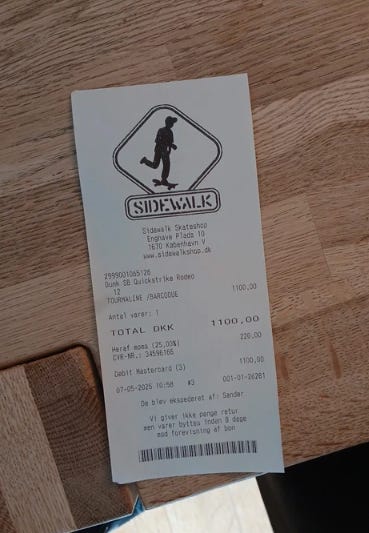 SIDEWALK
Sidewalk Skateshop
Enghave Plads 10
1670 København V
www.sidewalkshop.dk
2999001065126
Dunk SB Quickstrike Rodeo
12 1100,00
TOURMALINE /BAROQUE
Antal varer: 1
TOTAL DKK 1100,00
Heraf moms (25,00%) 220,00
CVR-NR.: 34596165
Debit Mastercard (3) 1100,00
07-05-2025 10:58 #3 001-01-26201
De blev ekspederet af: Sander
Vi giver ikke penge retur
men varer byttes inden 8 dage
mod forevisning af bon